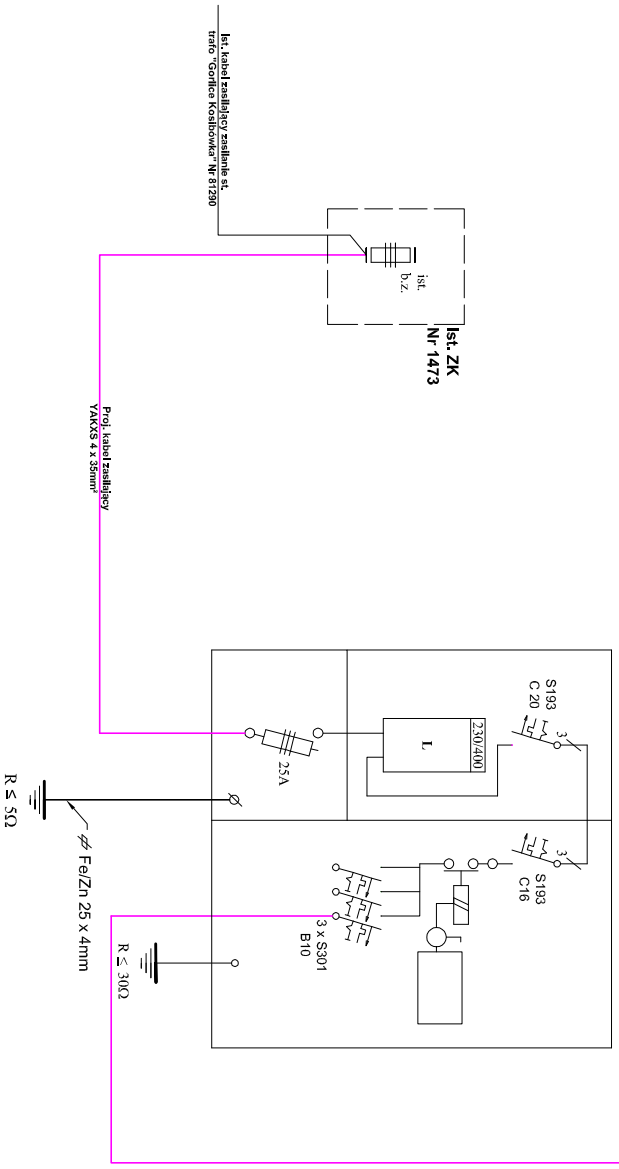 Ist. kabel zasilający zasilanie st.
trafo "Gorlice Kosibówka" Nr 81290
ist.
b.z.
Ist. ZK
Nr 1473
Proj. kabel zasilający
YAKXS 4 x 35mm²
S193
C 20
3
230/400
L
25A
S193
C16
3
3 x S301
B10
Fe/Zn 25 x 4mm
R ≤ 5Ω
R ≤ 30Ω